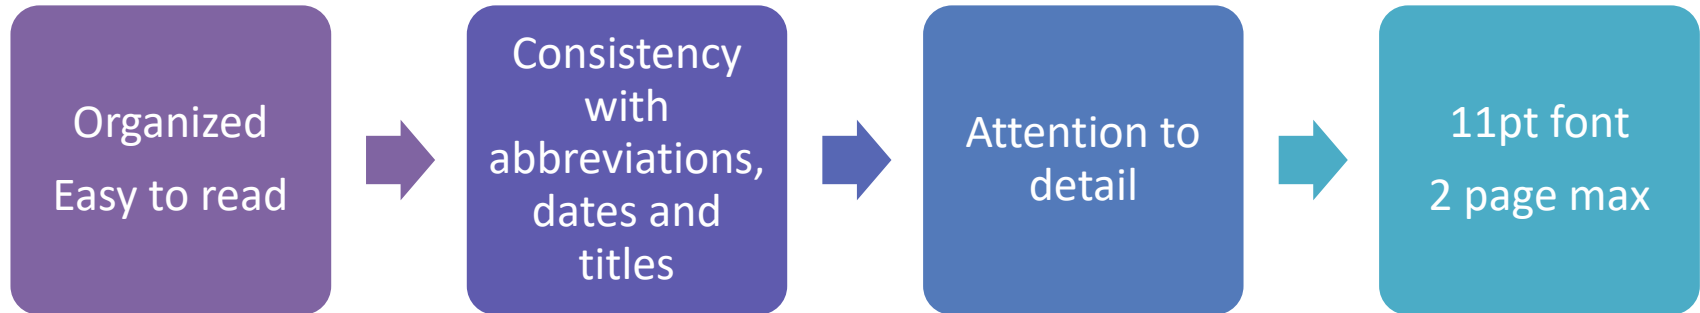 Organized
Easy to read
Consistency
with
abbreviations,
dates and
titles
Attention to
detail
11pt font
2 page max